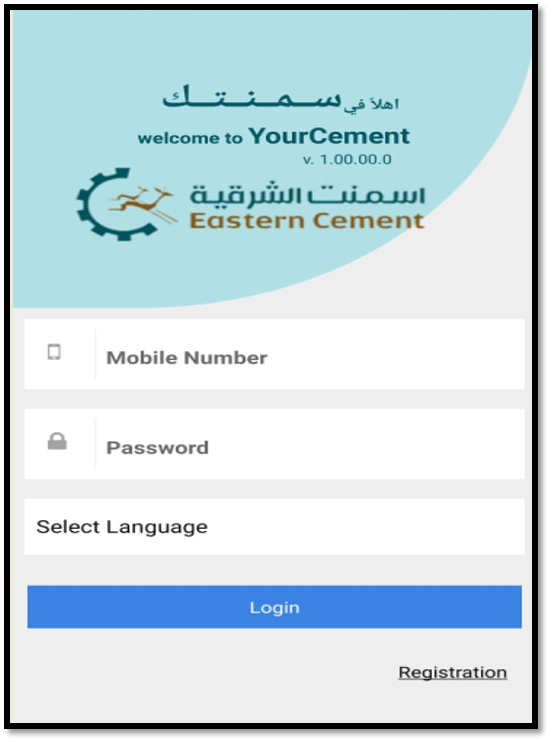 اهلاً في ســمــنــتــك
welcome to YourCement
v. 1.00.00.0
اسمنت الشرقية
Eastern Cement
Mobile Number
Password
Select Language
Login
Registration